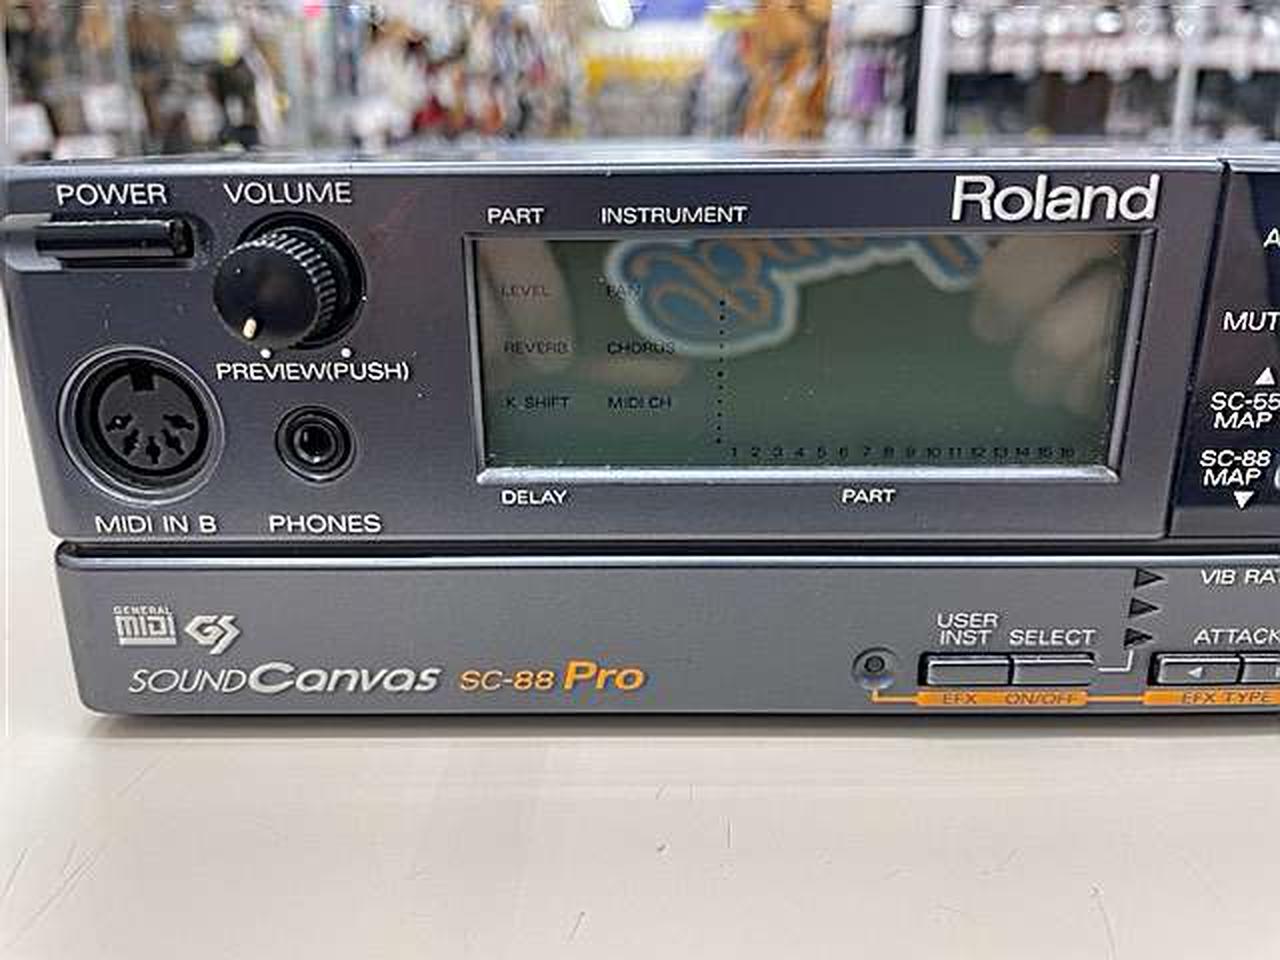 POWER VOLUME PART INSTRUMENT Roland
LEVEL PAN
REVERB CHORUS
K SHIFT MIDI CH
1 2 3 4 5 6 7 8 9 10 11 12 13 14 15 16
PREVIEW(PUSH)
DELAY PART
MIDI IN B PHONES
MUT
SC-55
MAP
SC-88
MAP
GENERAL
MIDI GS
SOUND Canvas SC-88 Pro
USER
INST SELECT
VIB RAT
ATTACK
EFX ON/OFF EFX TYPE